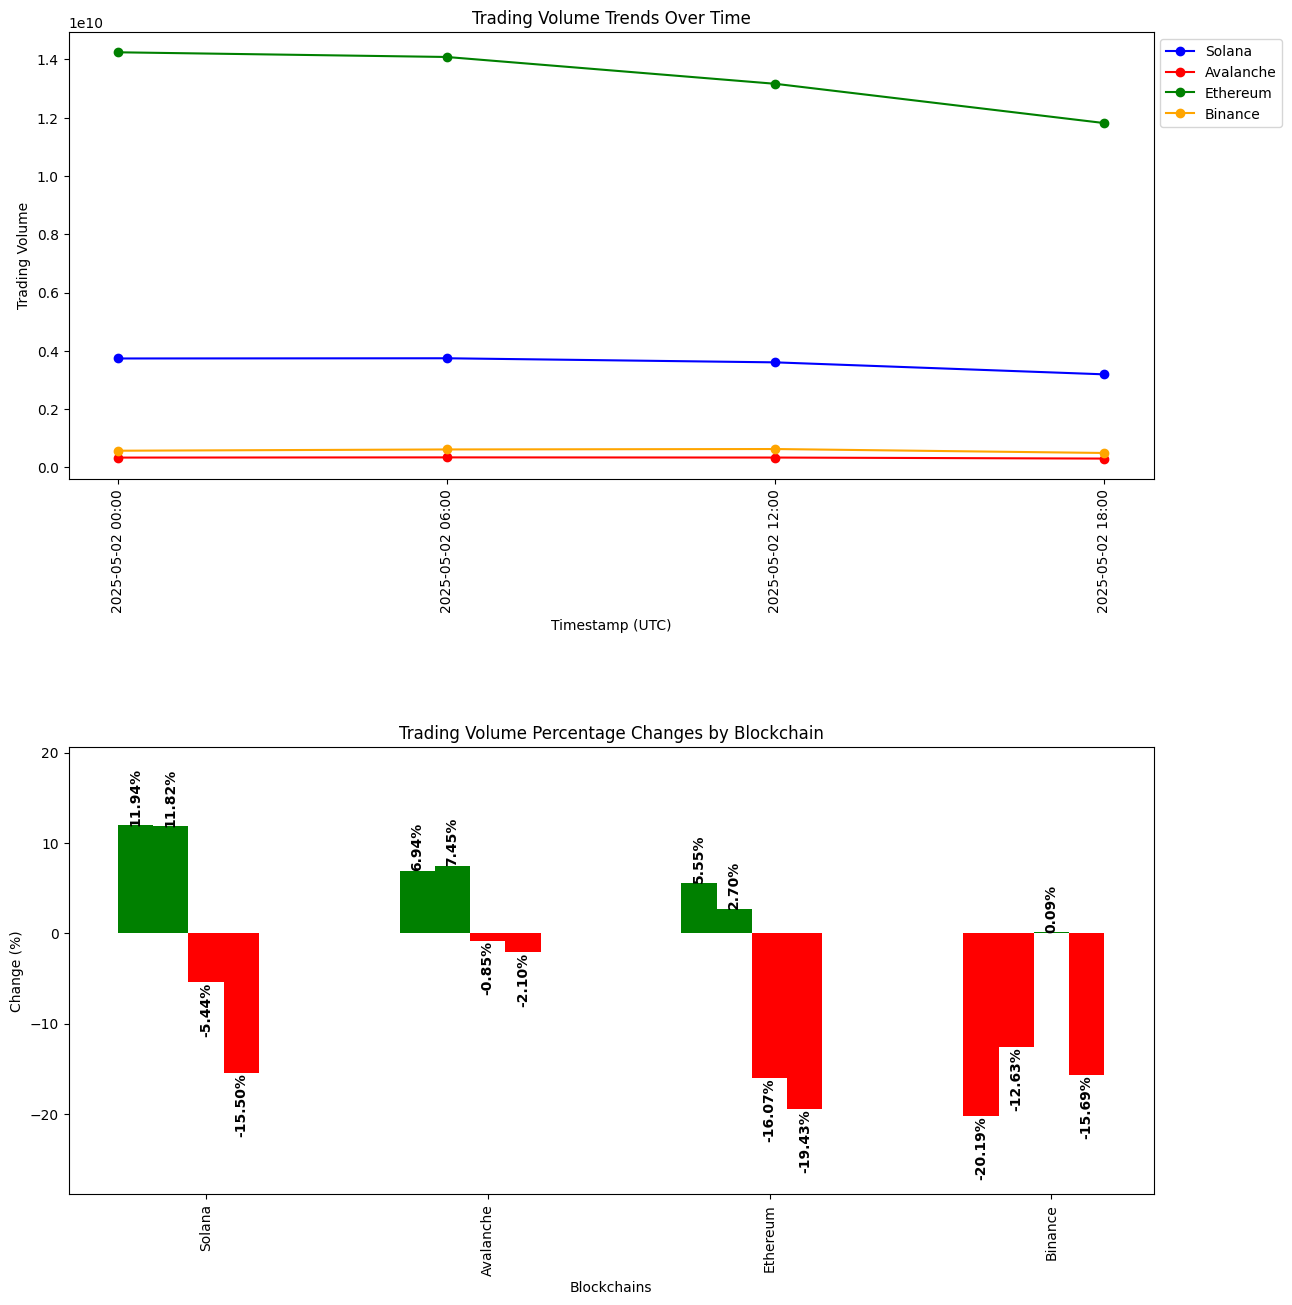 Trading Volume Trends Over Time
1e10
1.4
1.2
1.0
0.8
0.6
0.4
0.2
0.0
Trading Volume
Solana
Avalanche
Ethereum
Binance
2025-05-02 00:00
2025-05-02 06:00
2025-05-02 12:00
2025-05-02 18:00
Timestamp (UTC)
Trading Volume Percentage Changes by Blockchain
20
10
0
−10
−20
Change (%)
11.94%
11.82%
-5.44%
-15.50%
6.94%
7.45%
-0.85%
-2.10%
5.55%
2.70%
-16.07%
-19.43%
-20.19%
-12.63%
0.09%
-15.69%
Solana
Avalanche
Ethereum
Binance
Blockchains